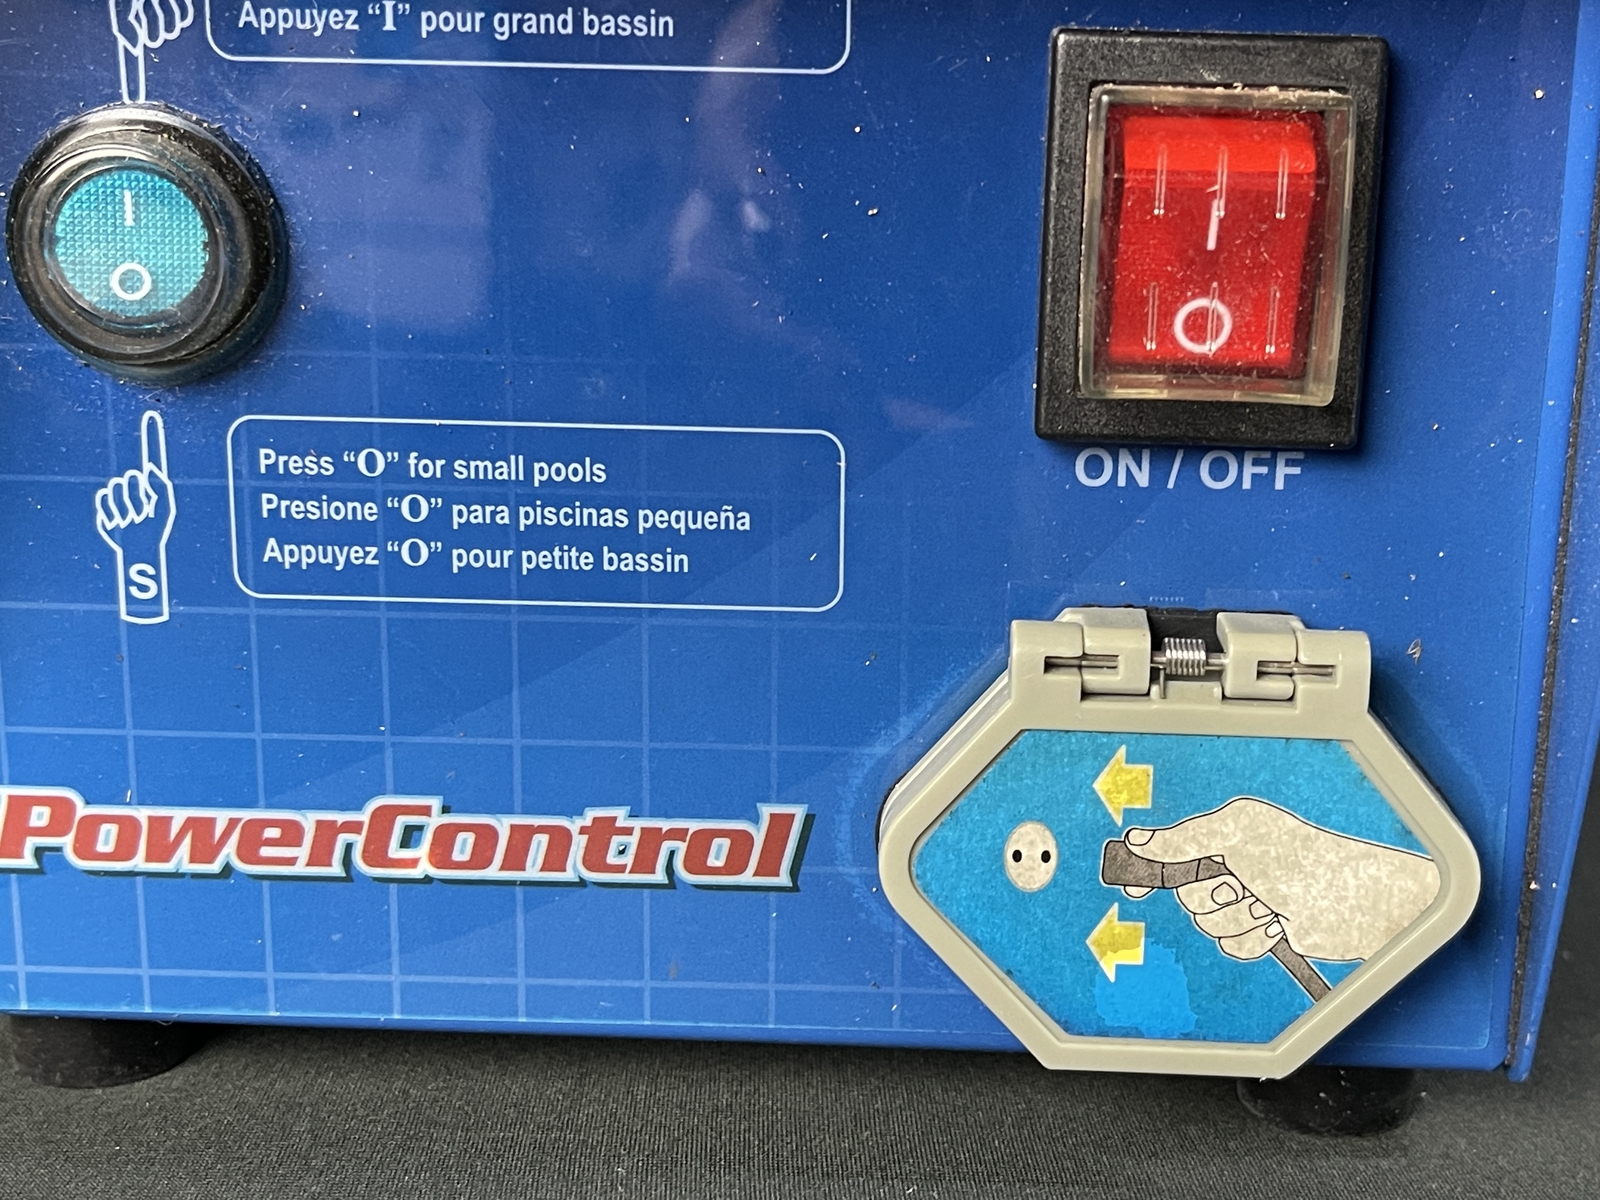 Appuyez “I” pour grand bassin
I
O
I
O
ON / OFF
Press “O” for small pools
Presione “O” para piscinas pequeña
Appuyez “O” pour petite bassin
S
PowerControl